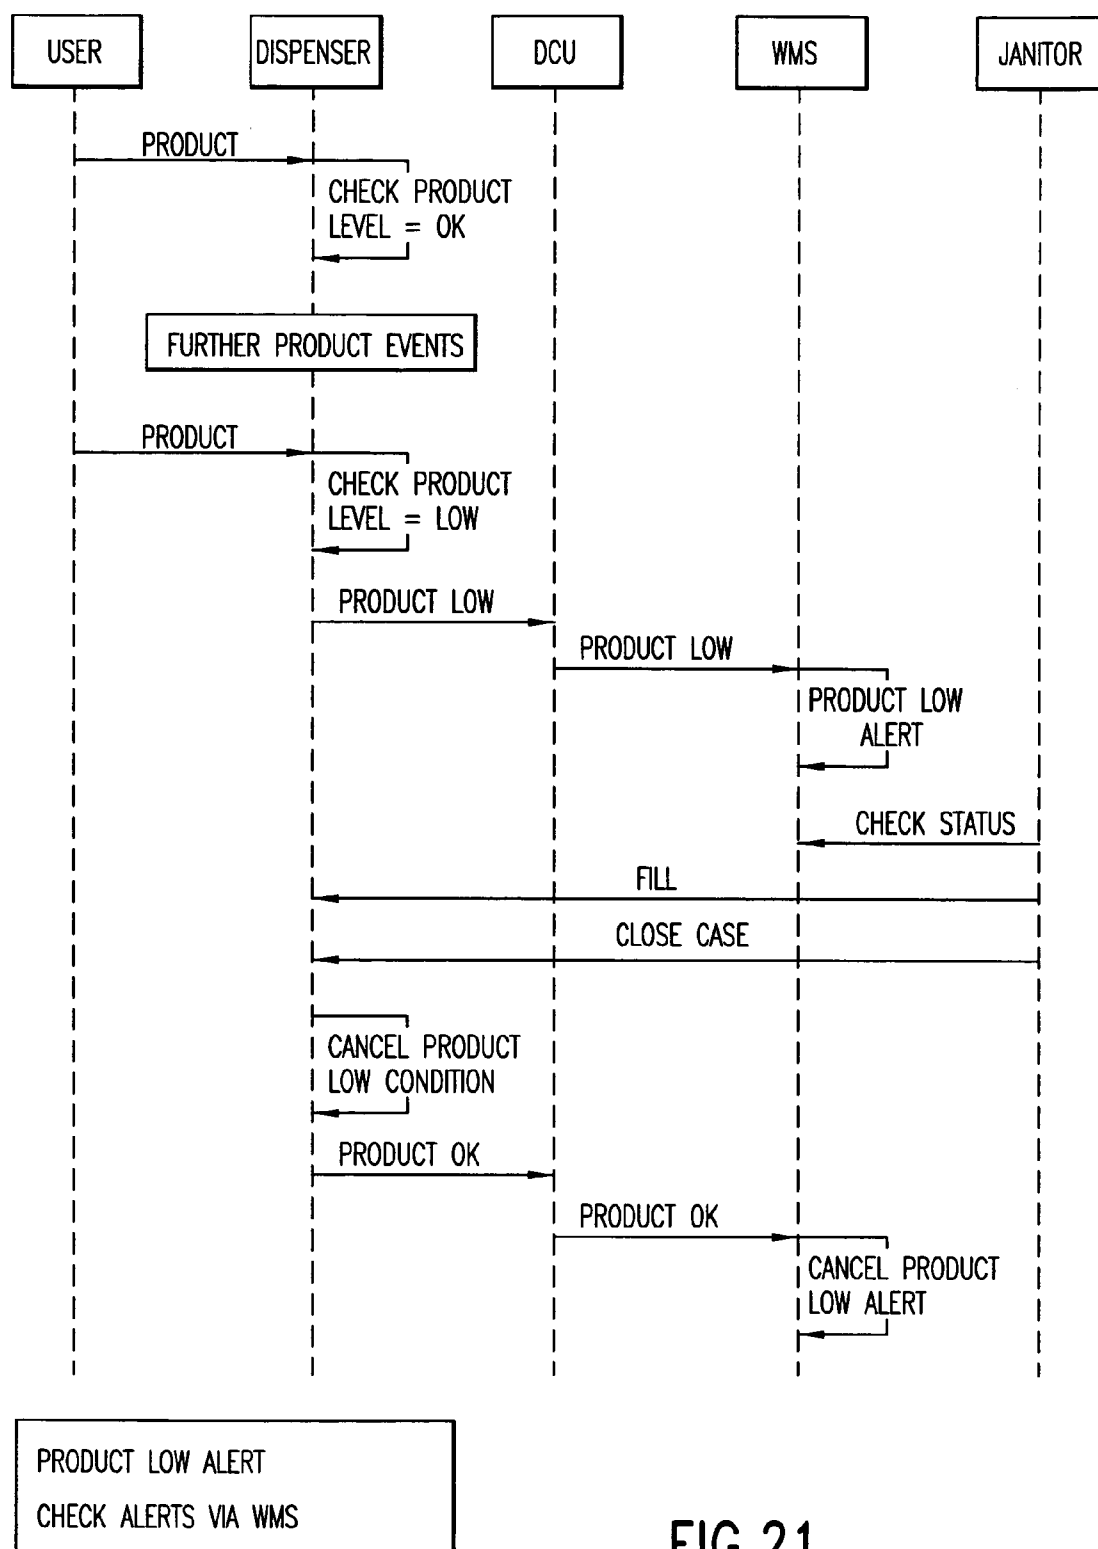 USER
DISPENSER
DCU
WMS
JANITOR
PRODUCT
CHECK PRODUCT
LEVEL = OK
FURTHER PRODUCT EVENTS
PRODUCT
CHECK PRODUCT
LEVEL = LOW
PRODUCT LOW
PRODUCT LOW
PRODUCT LOW
ALERT
CHECK STATUS
FILL
CLOSE CASE
CANCEL PRODUCT
LOW CONDITION
PRODUCT OK
PRODUCT OK
CANCEL PRODUCT
LOW ALERT
PRODUCT LOW ALERT
CHECK ALERTS VIA WMS
FIG.21